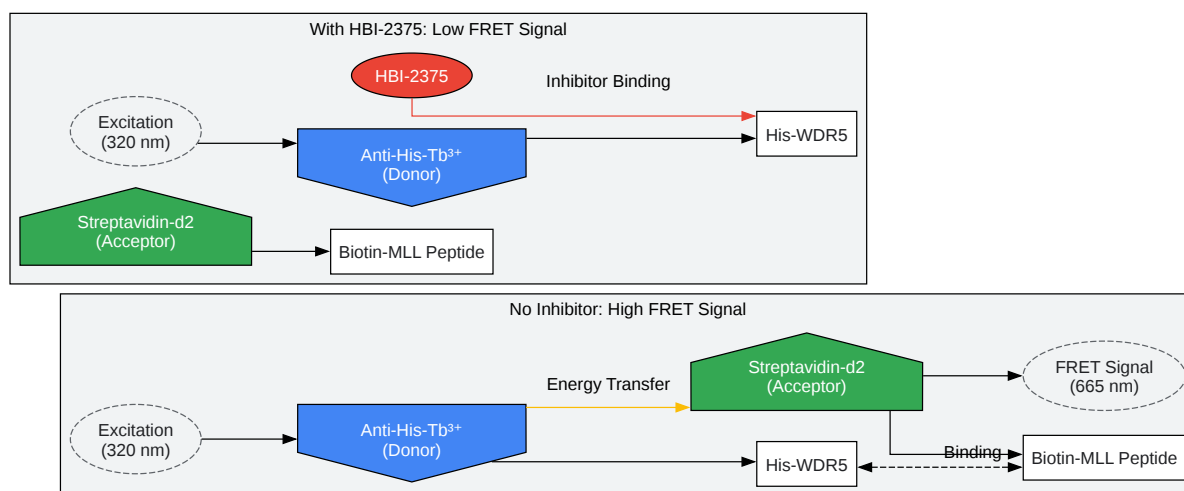 With HBI-2375: Low FRET Signal
HBI-2375
Inhibitor Binding
Excitation
(320 nm)
Anti-His-Tb³⁺
(Donor)
His-WDR5
Streptavidin-d2
(Acceptor)
Biotin-MLL Peptide
No Inhibitor: High FRET Signal
Streptavidin-d2
(Acceptor)
FRET Signal
(665 nm)
Energy Transfer
Excitation
(320 nm)
Anti-His-Tb³⁺
(Donor)
His-WDR5
Binding
Biotin-MLL Peptide